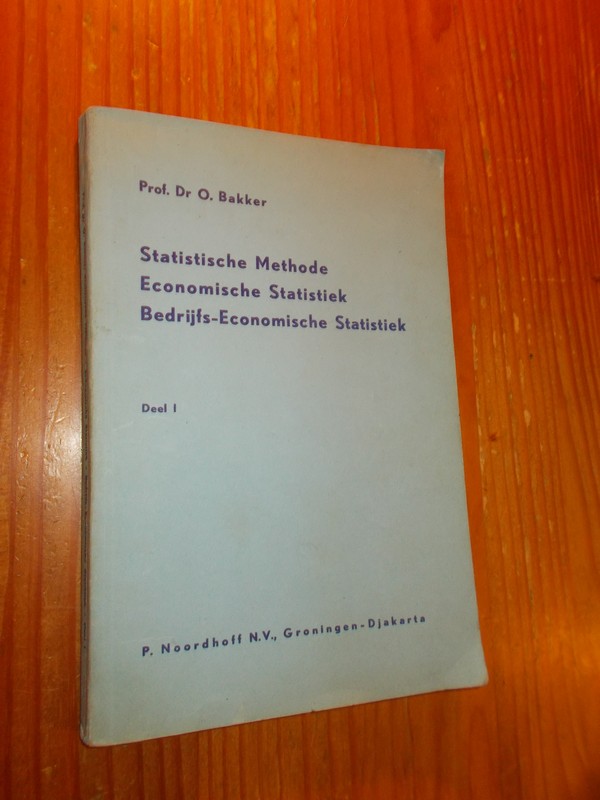 Prof. Dr O. Bakker
Statistische Methode
Economische Statistiek
Bedrijfs-Economische Statistiek
Deel I
P. Noordhoff N.V., Groningen-Djakarta